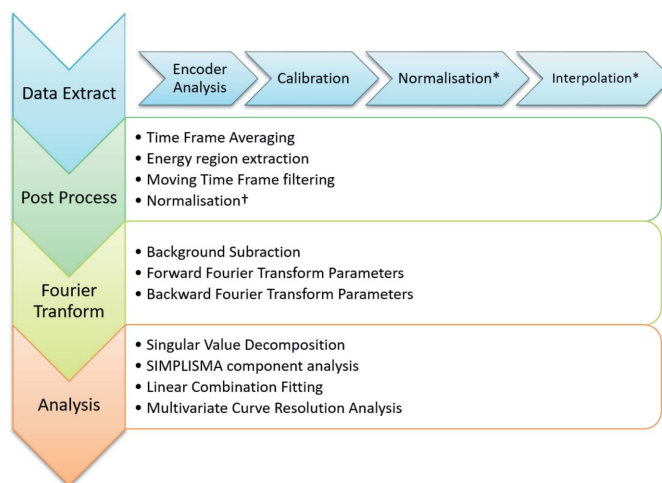 Data Extract
Encoder
Analysis
Calibration
Normalisation*
Interpolation*
Post Process
• Time Frame Averaging
• Energy region extraction
• Moving Time Frame filtering
• Normalisation†
Fourier
Tranform
• Background Subraction
• Forward Fourier Transform Parameters
• Backward Fourier Transform Parameters
Analysis
• Singular Value Decomposition
• SIMPLISMA component analysis
• Linear Combination Fitting
• Multivariate Curve Resolution Analysis